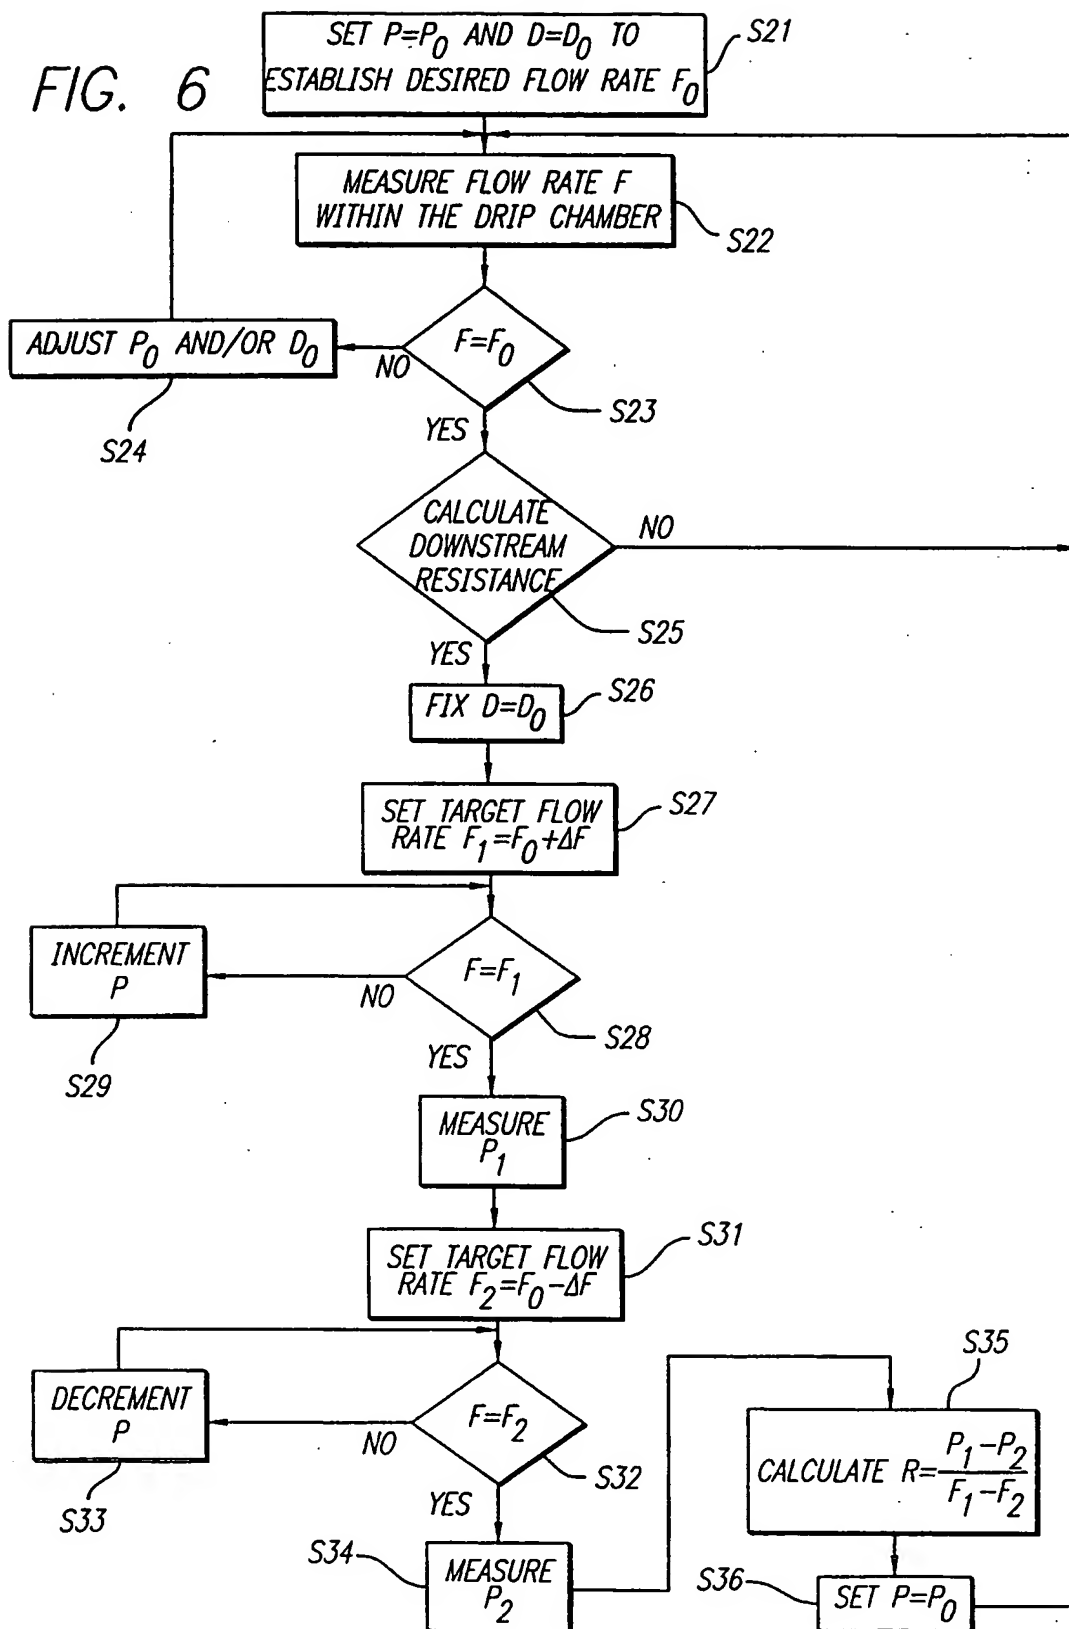 FIG. 6
SET P=P₀ AND D=D₀ TO
ESTABLISH DESIRED FLOW RATE F₀
S21
MEASURE FLOW RATE F
WITHIN THE DRIP CHAMBER
S22
F=F₀
NO
ADJUST P₀ AND/OR D₀
S24
S23
YES
CALCULATE
DOWNSTREAM
RESISTANCE
NO
S25
YES
FIX D=D₀
S26
SET TARGET FLOW
RATE F₁=F₀+ΔF
S27
F=F₁
NO
INCREMENT
P
S29
S28
YES
MEASURE
P₁
S30
SET TARGET FLOW
RATE F₂=F₀-ΔF
S31
F=F₂
NO
DECREMENT
P
S33
S32
YES
MEASURE
P₂
S34
S35
CALCULATE R=
P₁-P₂
F₁-F₂
S36
SET P=P₀